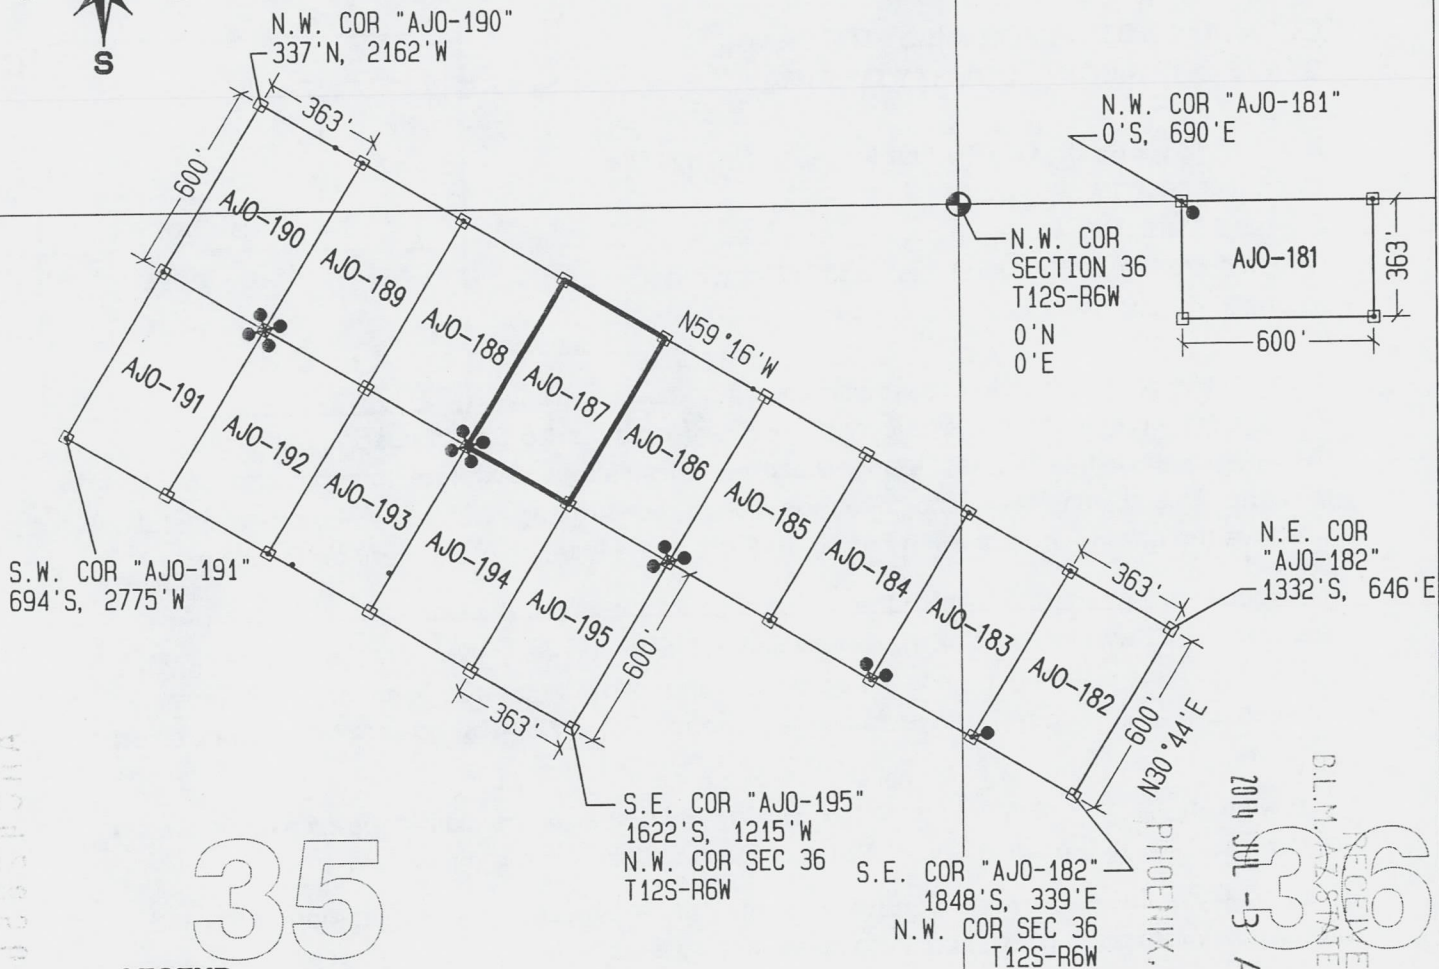 S
N.W. COR "AJO-190"
337'N, 2162'W
363'
600'
AJO-190
AJO-189
AJO-188
AJO-187
AJO-186
AJO-185
AJO-184
AJO-183
AJO-182
AJO-191
AJO-192
AJO-193
AJO-194
AJO-195
N59°16'W
N.W. COR "AJO-181"
0'S, 690'E
AJO-181
363'
600'
N.W. COR
SECTION 36
T12S-R6W
0'N
0'E
N.E. COR
"AJO-182"
1332'S, 646'E
363'
600'
N30°44'E
S.W. COR "AJO-191"
694'S, 2775'W
600'
363'
S.E. COR "AJO-195"
1622'S, 1215'W
N.W. COR SEC 36
T12S-R6W
S.E. COR "AJO-182"
1848'S, 339'E
N.W. COR SEC 36
T12S-R6W
35
36
RECEIVE
B.L.M. AZ STATE
2014 JUL -3 A
PHOENIX,
LEGEND